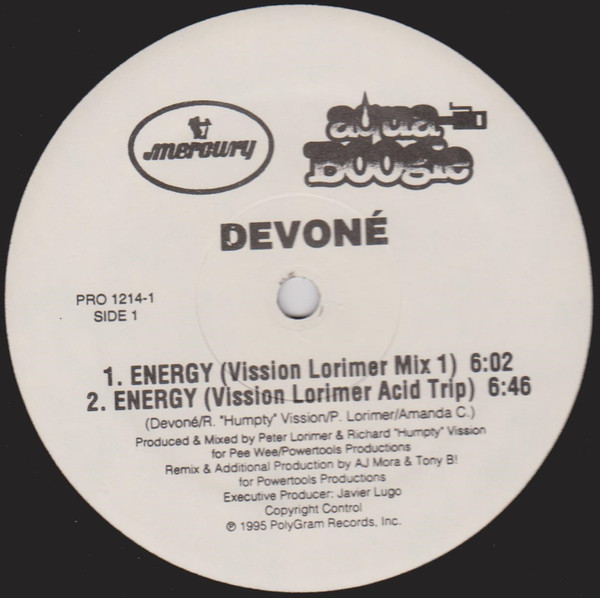 mercury
aqua
Boogie
DEVONÉ
PRO 1214-1
SIDE 1
1. ENERGY (Vission Lorimer Mix 1) 6:02
2. ENERGY (Vission Lorimer Acid Trip) 6:46
(Devoné/R. "Humpty" Vission/P. Lorimer/Amanda C.)
Produced & Mixed by Peter Lorimer & Richard "Humpty" Vission
for Pee Wee/Powertools Productions
Remix & Additional Production by AJ Mora & Tony B!
for Powertools Productions
Executive Producer: Javier Lugo
Copyright Control
℗ 1995 PolyGram Records, Inc.